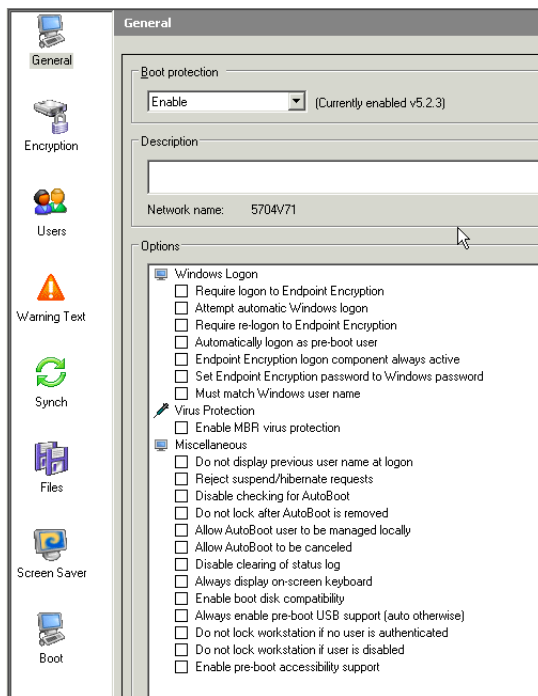 General
Encryption
Users
Warning Text
Synch
Files
Screen Saver
Boot
General
Boot protection
Enable (Currently enabled v5.2.3)
Description
Network name: 5704V71
Options
Windows Logon
Require logon to Endpoint Encryption
Attempt automatic Windows logon
Require re-logon to Endpoint Encryption
Automatically logon as pre-boot user
Endpoint Encryption logon component always active
Set Endpoint Encryption password to Windows password
Must match Windows user name
Virus Protection
Enable MBR virus protection
Miscellaneous
Do not display previous user name at logon
Reject suspend/hibernate requests
Disable checking for AutoBoot
Do not lock after AutoBoot is removed
Allow AutoBoot user to be managed locally
Allow AutoBoot to be canceled
Disable clearing of status log
Always display on-screen keyboard
Enable boot disk compatibility
Always enable pre-boot USB support (auto otherwise)
Do not lock workstation if no user is authenticated
Do not lock workstation if user is disabled
Enable pre-boot accessibility support